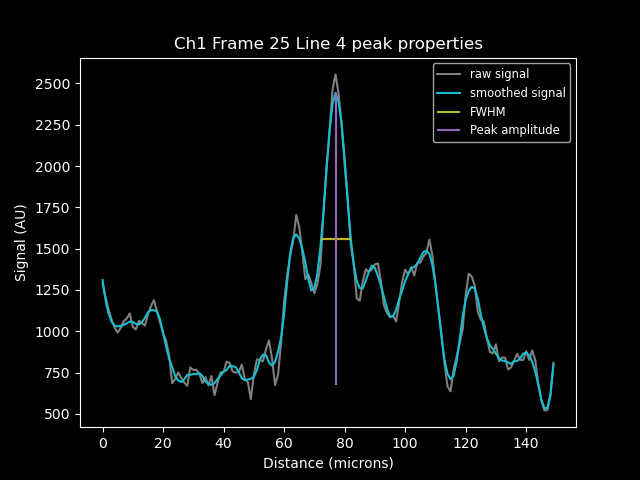 Ch1 Frame 25 Line 4 peak properties
raw signal
smoothed signal
FWHM
Peak amplitude
Signal (AU)
2500
2250
2000
1750
1500
1250
1000
750
500
0 20 40 60 80 100 120 140
Distance (microns)